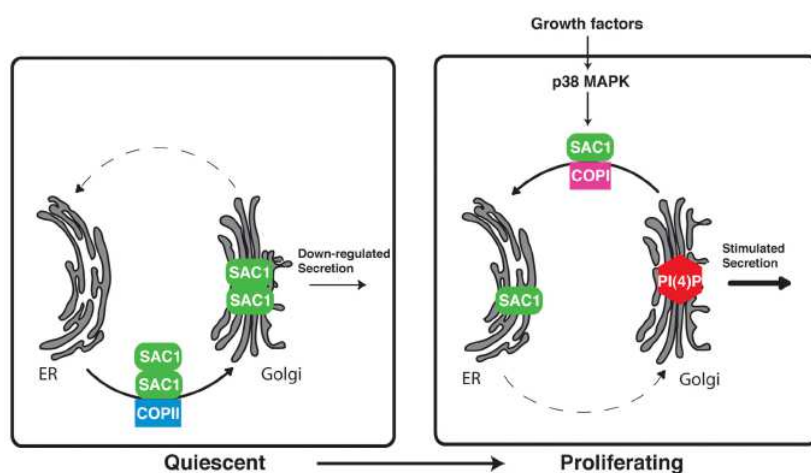 Growth factors
p38 MAPK
SAC1
COPI
SAC1
SAC1
Down-regulated
Secretion
ER
Golgi
SAC1
SAC1
COPII
PI(4)P
Stimulated
Secretion
SAC1
ER
Golgi
Quiescent
Proliferating